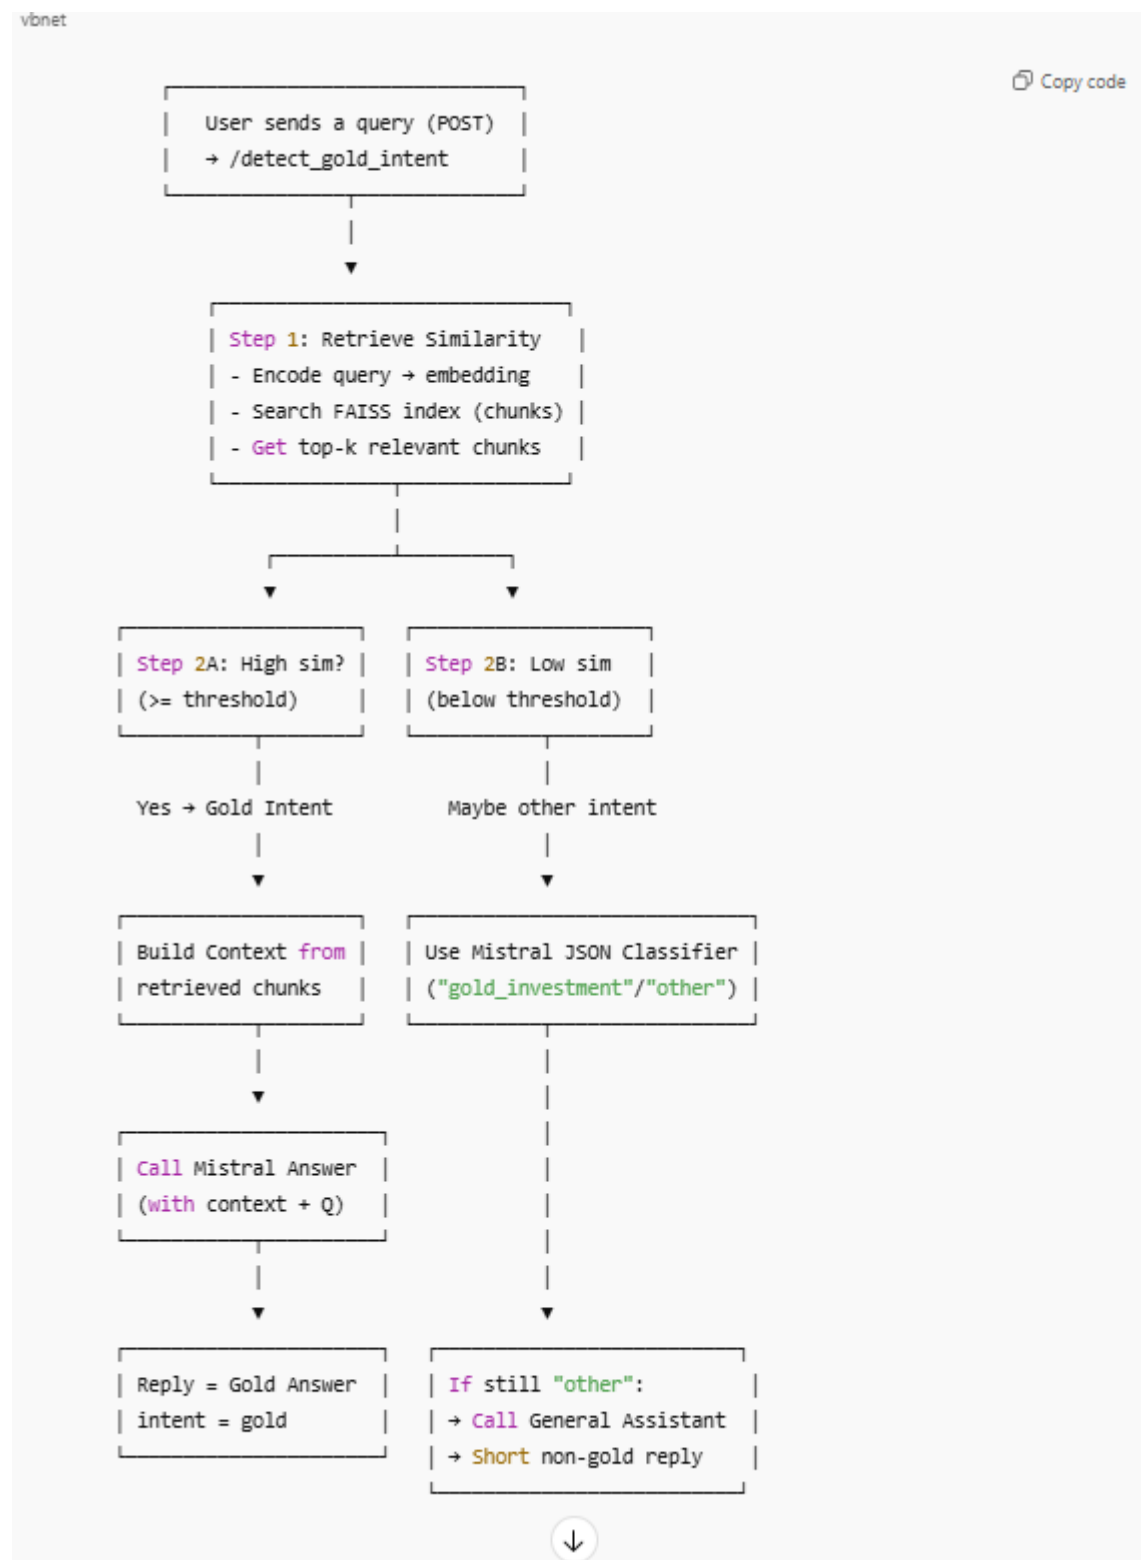 vbnet
Copy code
User sends a query (POST)
→ /detect_gold_intent
Step 1: Retrieve Similarity
- Encode query → embedding
- Search FAISS index (chunks)
- Get top-k relevant chunks
Step 2A: High sim?
(>= threshold)
Step 2B: Low sim
(below threshold)
Yes → Gold Intent
Maybe other intent
Build Context from
retrieved chunks
Use Mistral JSON Classifier
("gold_investment"/"other")
Call Mistral Answer
(with context + Q)
Reply = Gold Answer
intent = gold
If still "other":
→ Call General Assistant
→ Short non-gold reply